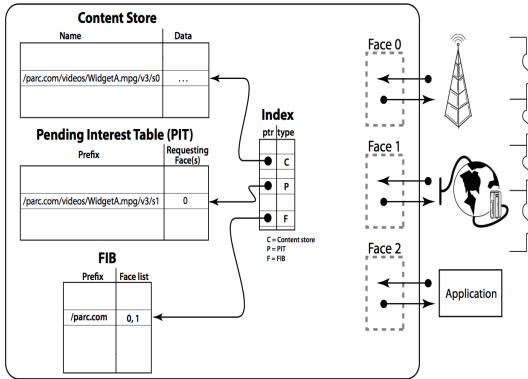 Content Store
Name Data
/parc.com/videos/WidgetA.mpg/v3/s0 ...
Pending Interest Table (PIT)
Prefix Requesting Face(s)
/parc.com/videos/WidgetA.mpg/v3/s1 0
FIB
Prefix Face list
/parc.com 0, 1
Index
ptr type
C
P
F
C = Content store
P = PIT
F = FIB
Face 0
Face 1
Face 2
Application